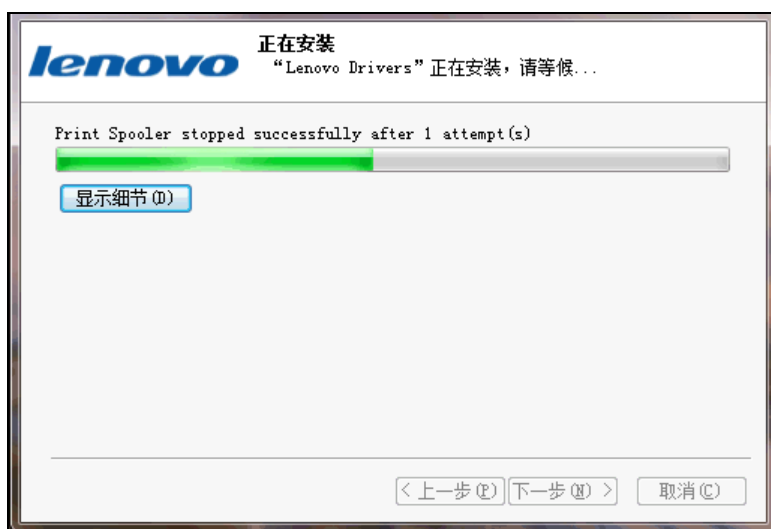 lenovo
正在安装
“Lenovo Drivers”正在安装，请等候...
Print Spooler stopped successfully after 1 attempt(s)
显示细节(D)
< 上一步(P) 下一步(N) > 取消(C)